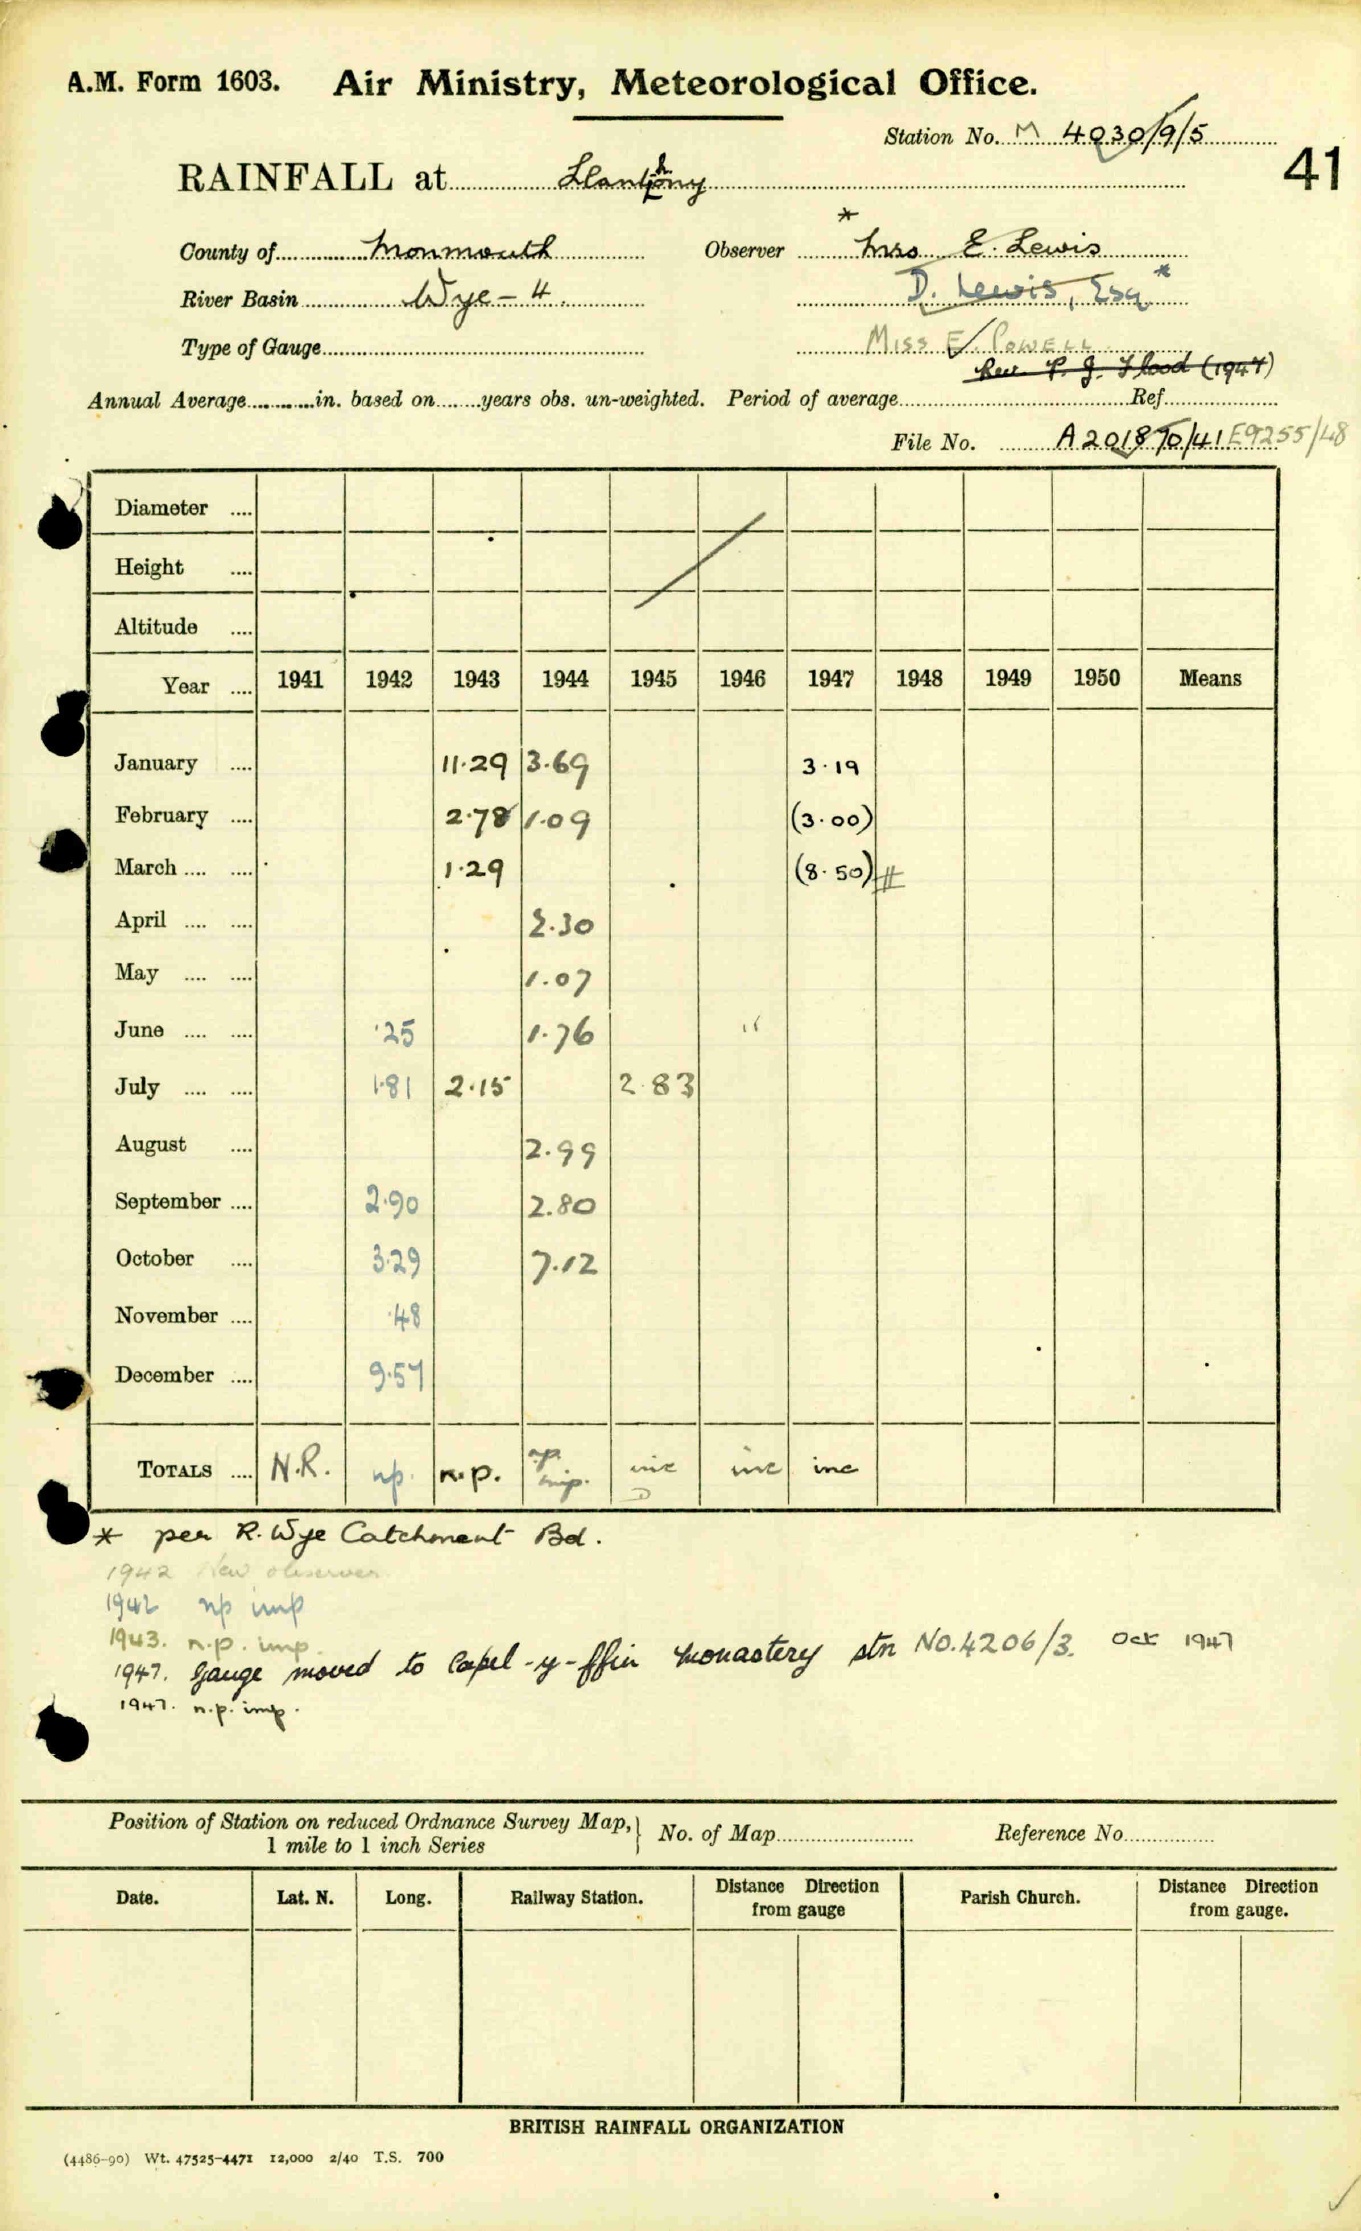 A.M. Form 1603. Air Ministry, Meteorological Office.
Station No. M 4030/9/5
41
RAINFALL at Llanthony
*
County of Monmouth Observer Mrs E. Lewis
River Basin Wye - 4. D. Lewis, Esq *
Type of Gauge MISS E. POWELL
Rev. P. J. Flood (1947)
Annual Average in. based on years obs. un-weighted. Period of average Ref.
File No. A201870/41 E9255/48
Diameter
Height
Altitude
Year 1941 1942 1943 1944 1945 1946 1947 1948 1949 1950 Means
January 11.29 3.69 3.19
February 2.78 1.09 (3.00)
March 1.29 (8.50) #
April 2.30
May 1.07
June .25 1.76 "
July 1.81 2.15 2.83
August 2.99
September 2.90 2.80
October 3.29 7.12
November .48
December 9.57
TOTALS N.R. np. n.p. n.p. imp. inc inc inc
* per R. Wye Catchment Bd.
1942 New observer
1942 np imp
1943. n.p. imp.
1947. Gauge moved to Capel-y-ffin Monastery stn No. 4206/3. Oct 1947
1947. n.p. imp.
Position of Station on reduced Ordnance Survey Map, 1 mile to 1 inch Series } No. of Map Reference No.
Date. Lat. N. Long. Railway Station. Distance Direction from gauge Parish Church. Distance Direction from gauge.
BRITISH RAINFALL ORGANIZATION
(4486-90) Wt. 47525-4471 12,000 2/40 T.S. 700